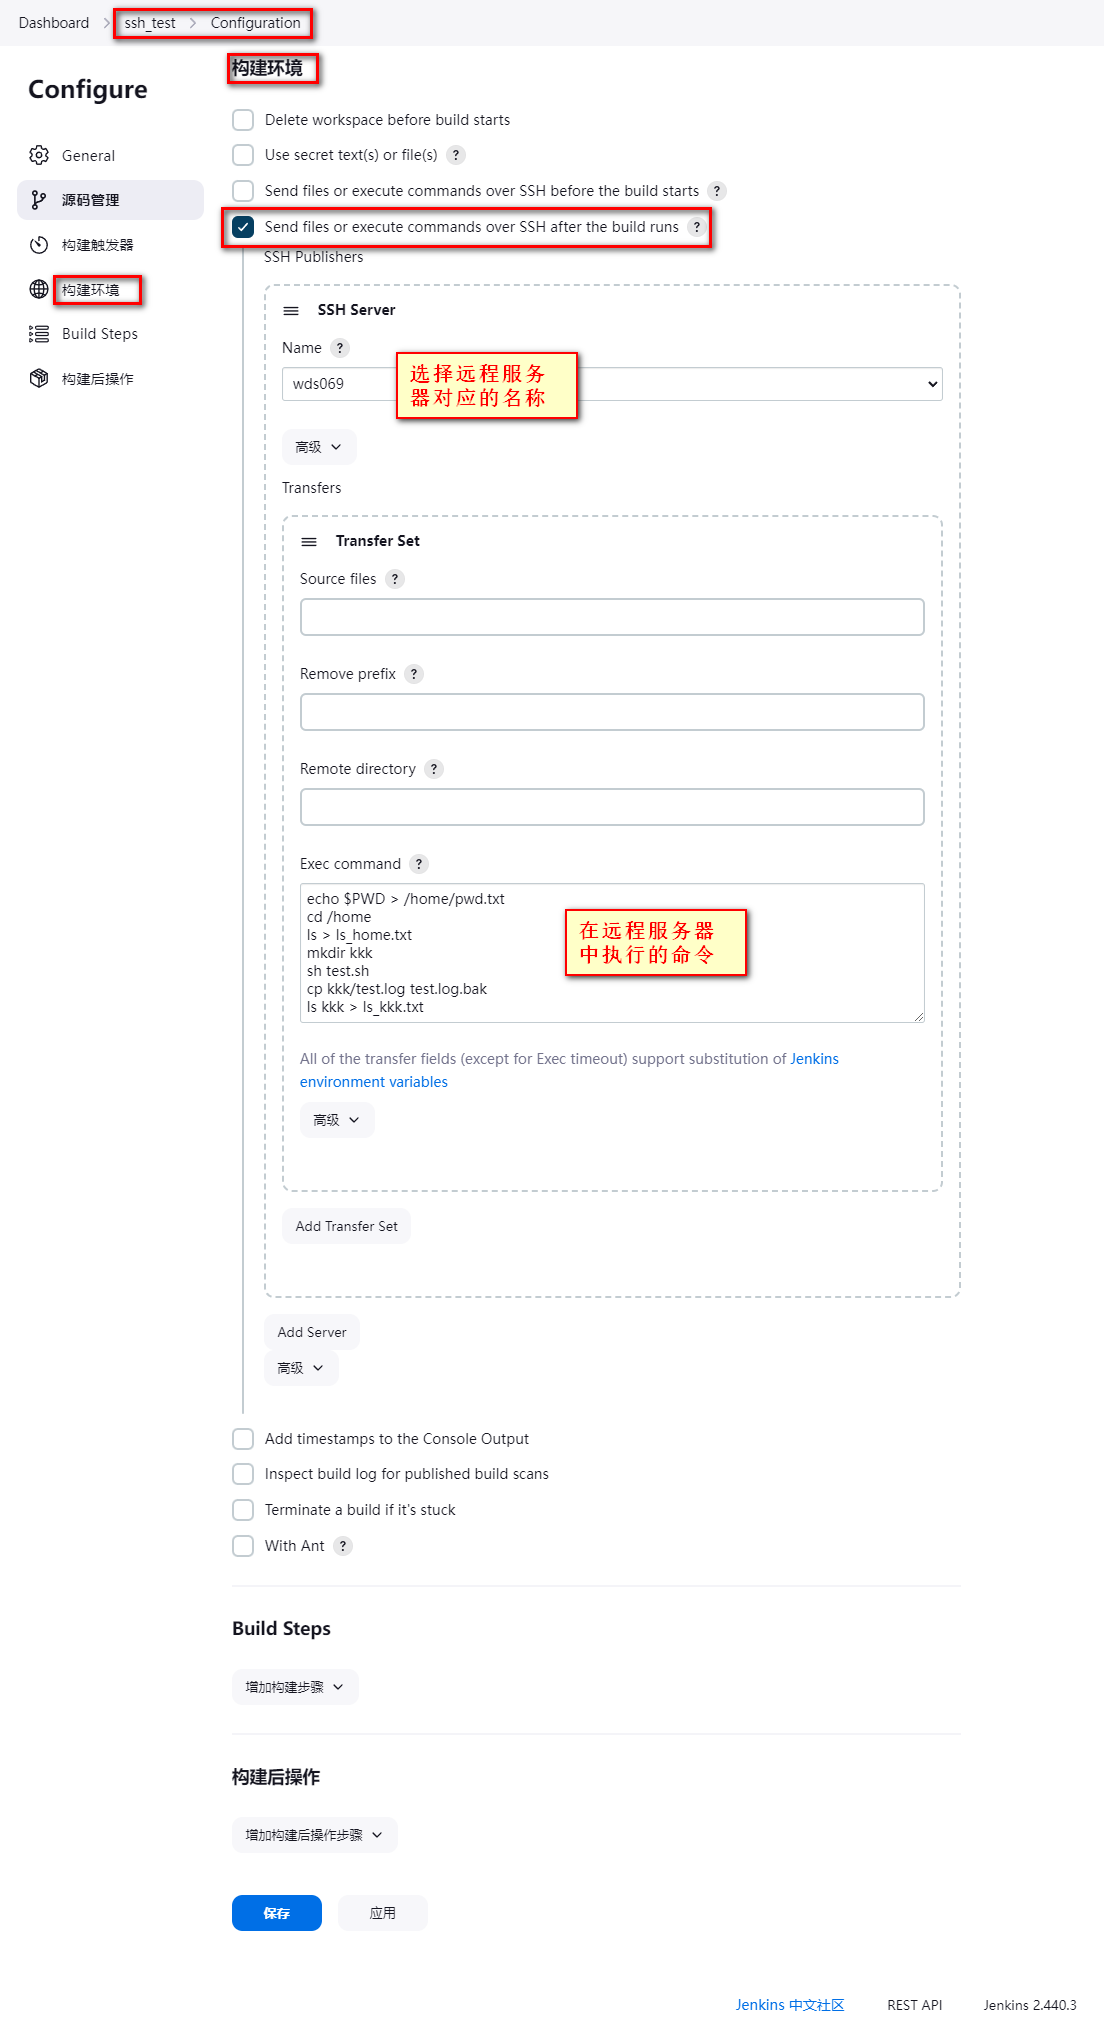 Dashboard > ssh_test > Configuration
Configure
General
源码管理
构建触发器
构建环境
Build Steps
构建后操作
构建环境
Delete workspace before build starts
Use secret text(s) or file(s) ?
Send files or execute commands over SSH before the build starts ?
Send files or execute commands over SSH after the build runs ?
SSH Publishers
SSH Server
Name ?
wds069
选择远程服务
器对应的名称
高级
Transfers
Transfer Set
Source files ?
Remove prefix ?
Remote directory ?
Exec command ?
echo $PWD > /home/pwd.txt
cd /home
ls > ls_home.txt
mkdir kkk
sh test.sh
cp kkk/test.log test.log.bak
ls kkk > ls_kkk.txt
在远程服务器
中执行的命令
All of the transfer fields (except for Exec timeout) support substitution of Jenkins
environment variables
高级
Add Transfer Set
Add Server
高级
Add timestamps to the Console Output
Inspect build log for published build scans
Terminate a build if it's stuck
With Ant ?
Build Steps
增加构建步骤
构建后操作
增加构建后操作步骤
保存
应用
Jenkins 中文社区
REST API
Jenkins 2.440.3